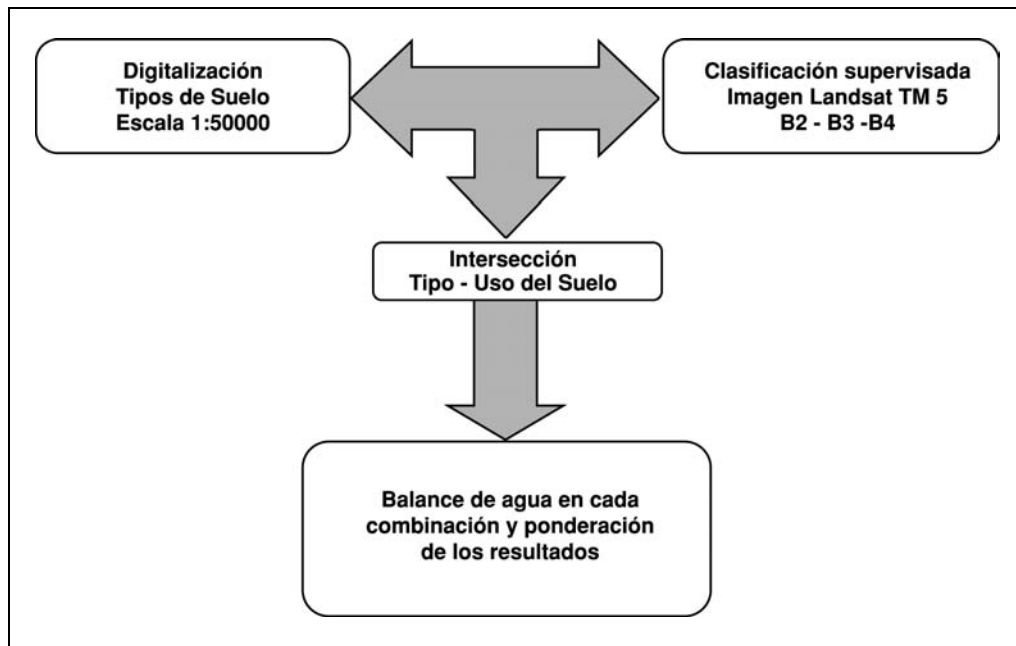 Digitalización
Tipos de Suelo
Escala 1:50000
Clasificación supervisada
Imagen Landsat TM 5
B2 - B3 -B4
Intersección
Tipo - Uso del Suelo
Balance de agua en cada
combinación y ponderación
de los resultados